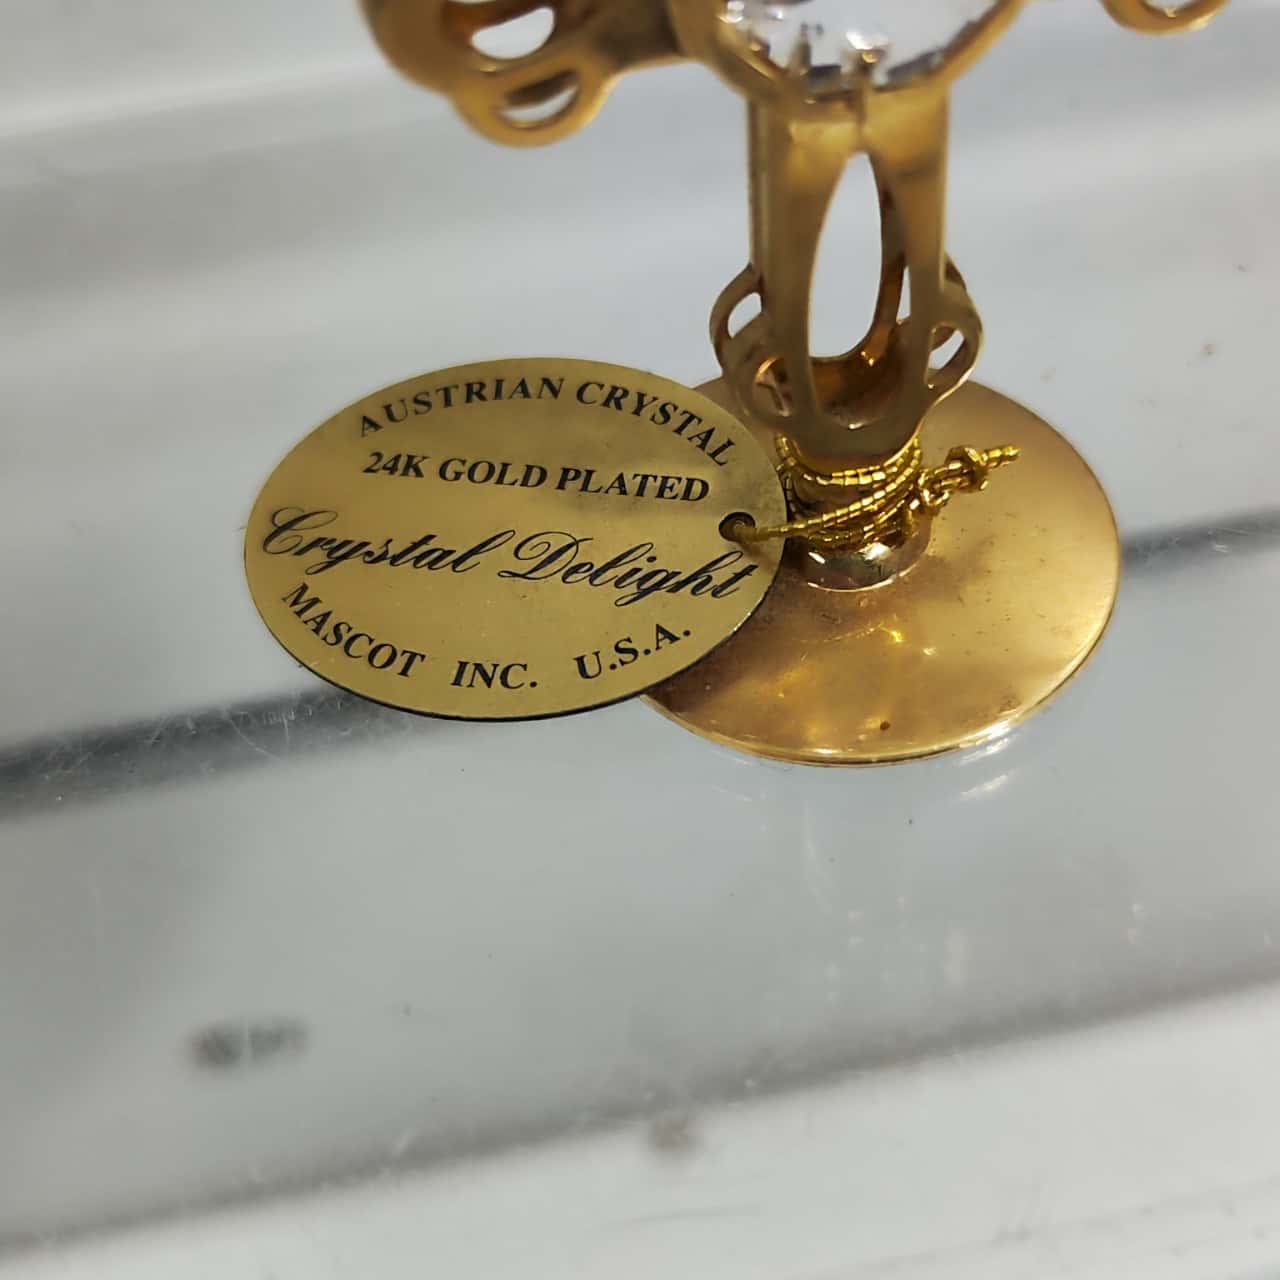 AUSTRIAN CRYSTAL
24K GOLD PLATED
Crystal Delight
MASCOT INC. U.S.A.